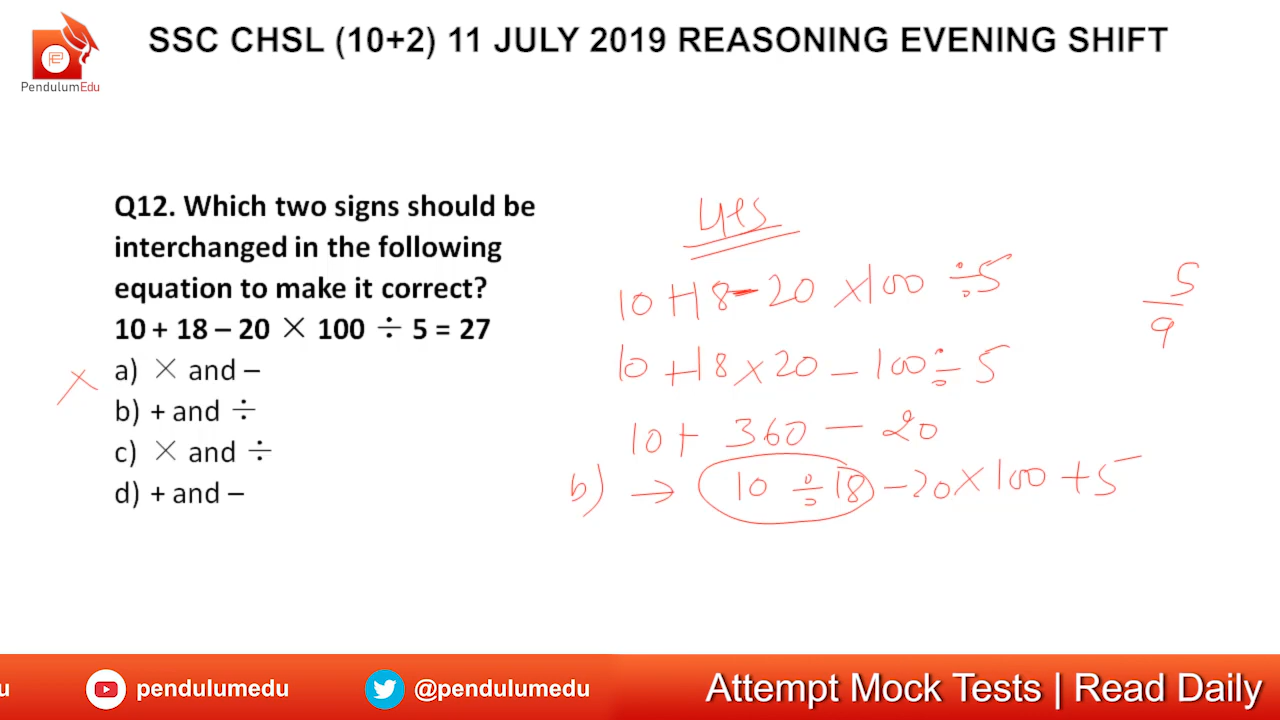 SSC CHSL (10+2) 11 JULY 2019 REASONING EVENING SHIFT
PendulumEdu
Q12. Which two signs should be
interchanged in the following
equation to make it correct?
10 + 18 – 20 × 100 ÷ 5 = 27
a) × and –
b) + and ÷
c) × and ÷
d) + and –
×
yes
10 + 18 - 20 × 100 ÷ 5
10 + 18 × 20 - 100 ÷ 5
10 + 360 - 20
b) → 10 ÷ 18 - 20 × 100 + 5
5
9
u
pendulumedu
@pendulumedu
Attempt Mock Tests | Read Daily